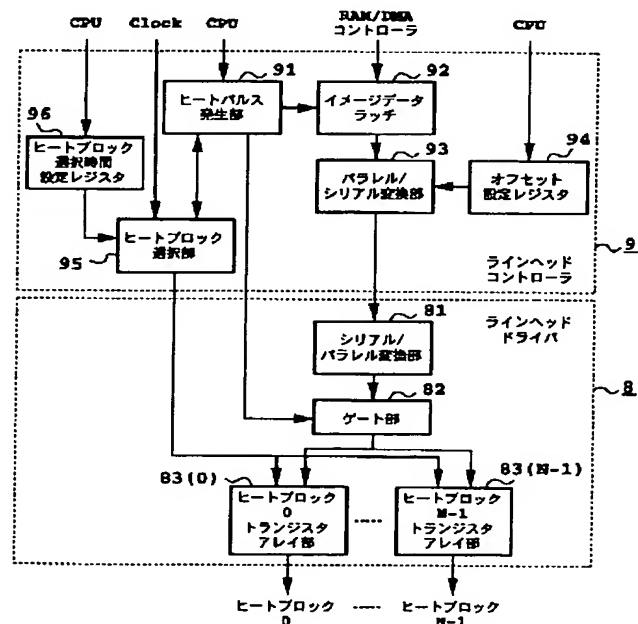 CPU
Clock
CPU
RAM/DMA
コントローラ
CPU
91
92
ヒートパルス
発生部
イメージデータ
ラッチ
96
ヒートブロック
選択時間
設定レジスタ
93
94
パラレル/
シリアル変換部
オフセット
設定レジスタ
ヒートブロック
選択部
95
ラインヘッド
コントローラ
9
81
ラインヘッド
ドライバ
シリアル/
パラレル変換部
82
8
ゲート部
83(0)
83(N-1)
ヒートブロック
0
トランジスタ
アレイ部
ヒートブロック
N-1
トランジスタ
アレイ部
ヒートブロック
0
ヒートブロック
N-1